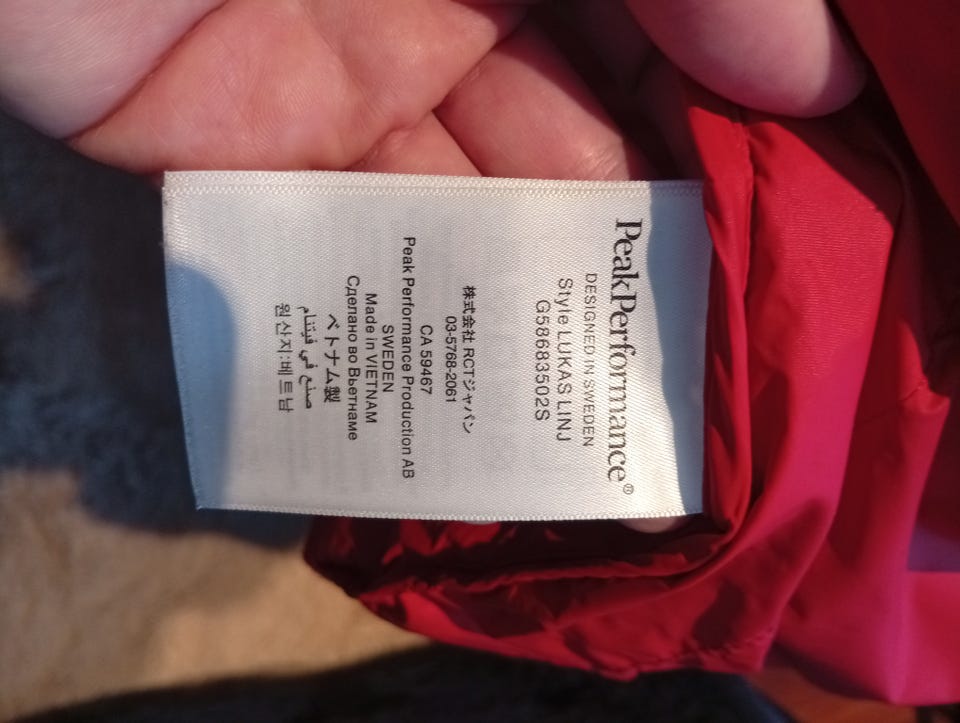 PeakPerformance®
DESIGNED IN SWEDEN
Style LUKAS LINJ
G58683502S
株式会社 RCTジャパン
03-5768-2061
CA 59467
Peak Performance Production AB
SWEDEN
Made in VIETNAM
Сделано во Вьетнаме
ベトナム製
صنع في فيتنام
원산지:베트남